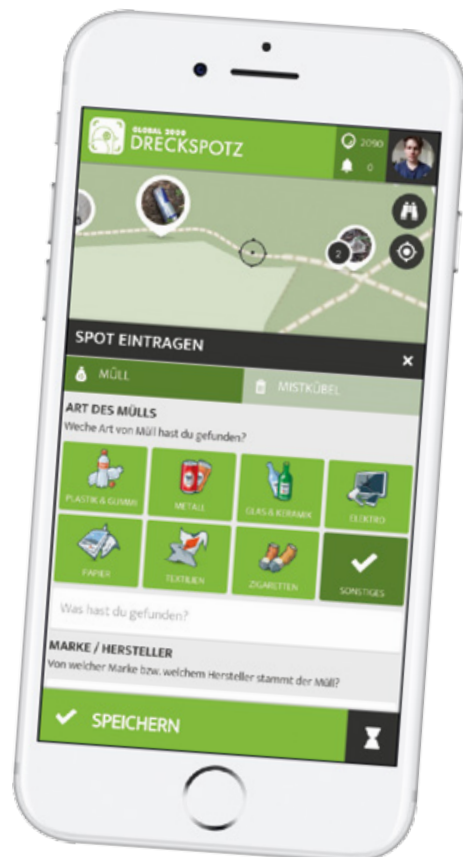 GLOBAL 2000
DRECKSPOTZ
2090
0
2
SPOT EINTRAGEN
×
MÜLL
MISTKÜBEL
ART DES MÜLLS
Weche Art von Müll hast du gefunden?
PLASTIK & GUMMI
METALL
GLAS & KERAMIK
ELEKTRO
PAPIER
TEXTILIEN
ZIGARETTEN
SONSTIGES
Was hast du gefunden?
MARKE / HERSTELLER
Von welcher Marke bzw. welchem Hersteller stammt der Müll?
SPEICHERN